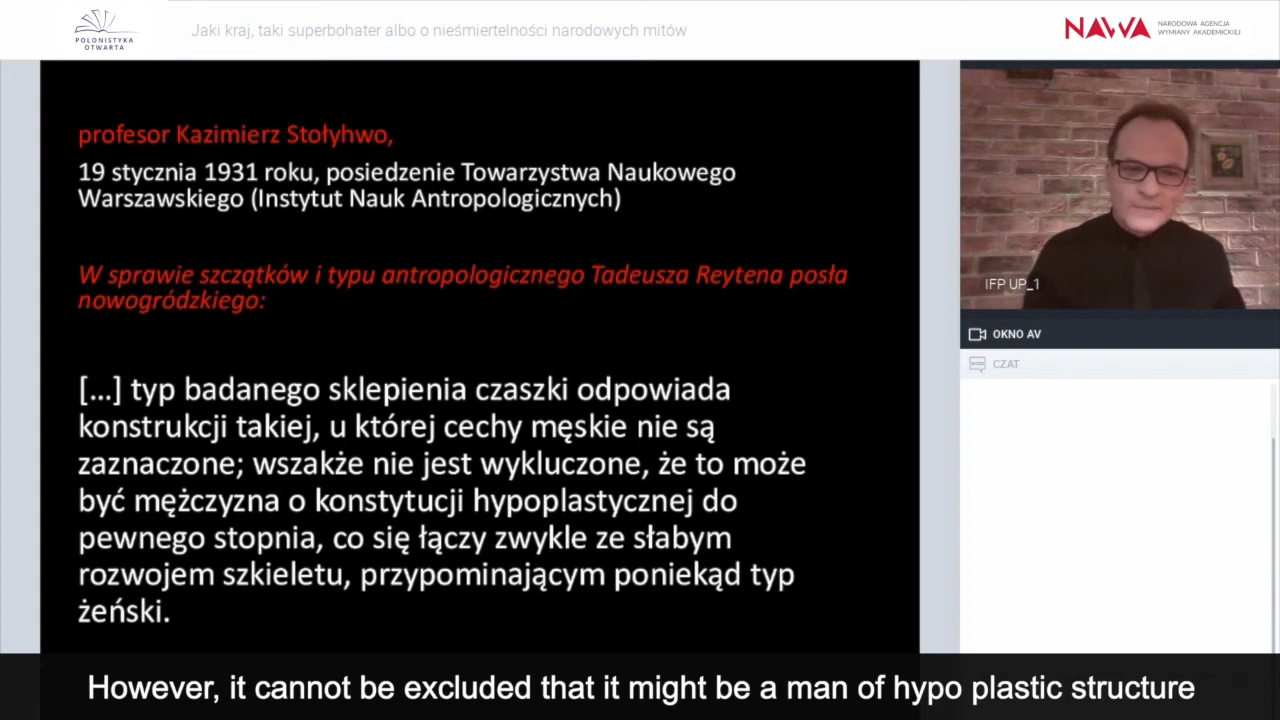 POLONISTYKA
OTWARTA
Jaki kraj, taki superbohater albo o nieśmiertelności narodowych mitów
NAWA
NARODOWA AGENCJA
WYMIANY AKADEMICKIEJ
profesor Kazimierz Stołyhwo,
19 stycznia 1931 roku, posiedzenie Towarzystwa Naukowego
Warszawskiego (Instytut Nauk Antropologicznych)
W sprawie szczątków i typu antropologicznego Tadeusza Reytena posła
nowogródzkiego:
[…] typ badanego sklepienia czaszki odpowiada
konstrukcji takiej, u której cechy męskie nie są
zaznaczone; wszakże nie jest wykluczone, że to może
być mężczyzna o konstytucji hypoplastycznej do
pewnego stopnia, co się łączy zwykle ze słabym
rozwojem szkieletu, przypominającym poniekąd typ
żeński.
IFP UP_1
OKNO AV
CZAT
However, it cannot be excluded that it might be a man of hypo plastic structure